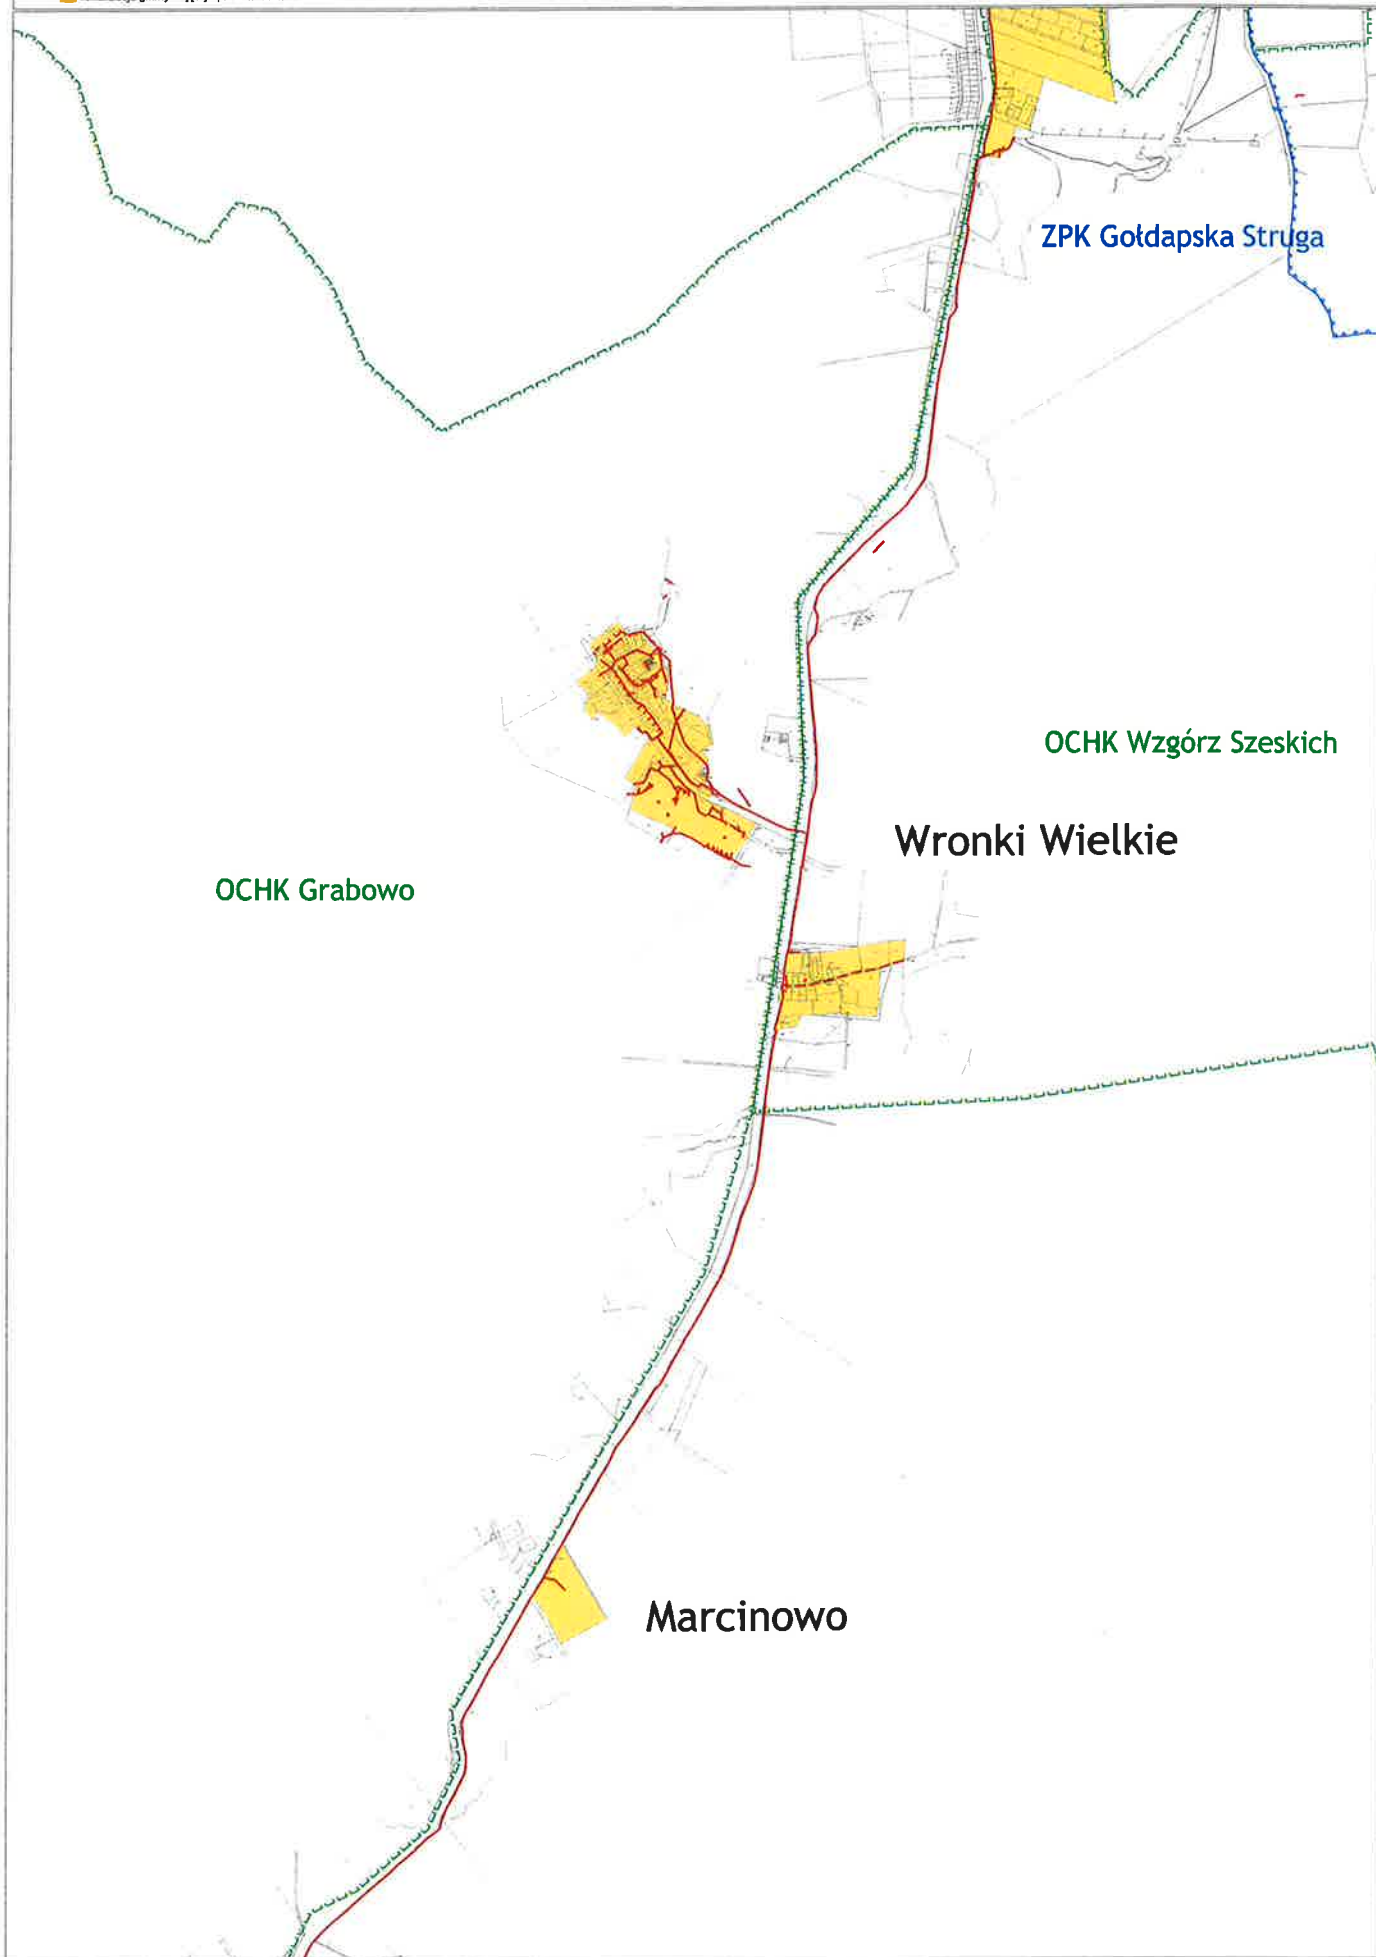 ZPK Gołdapska Struga
OCHK Wzgórz Szeskich
Wronki Wielkie
OCHK Grabowo
Marcinowo